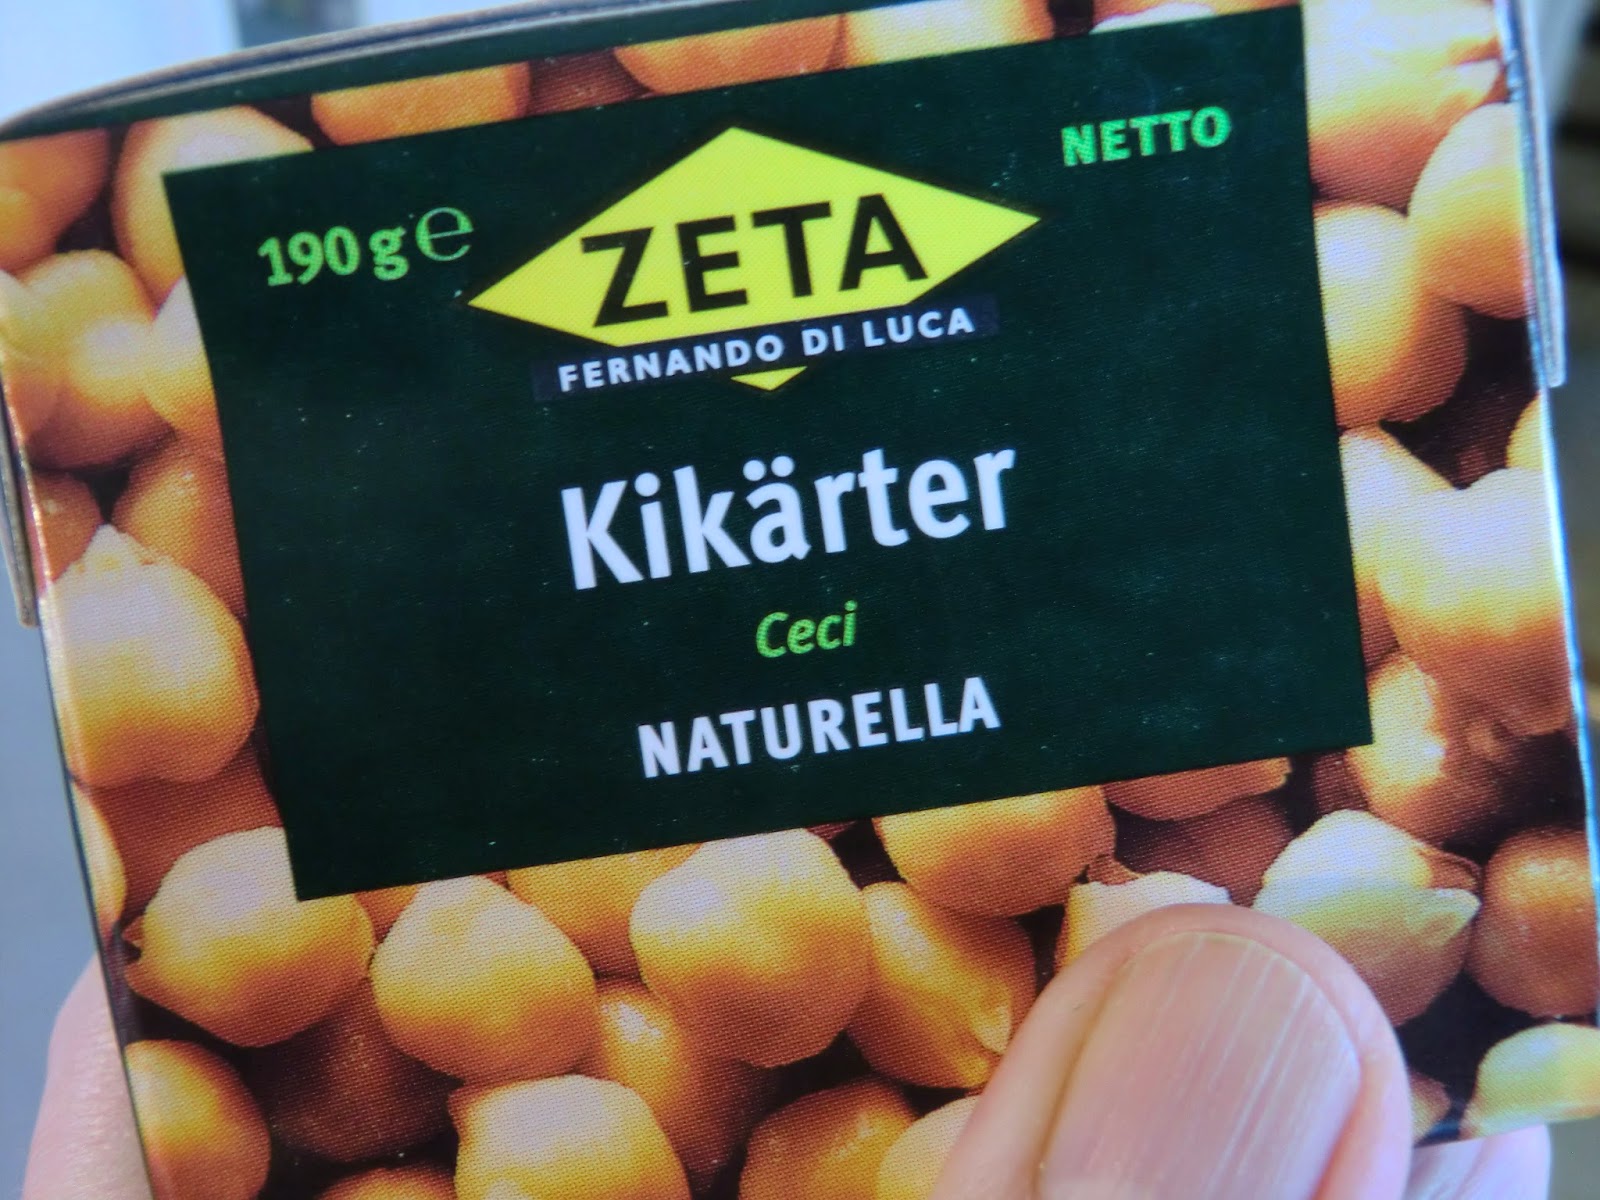 190 g ℮
NETTO
ZETA
FERNANDO DI LUCA
Kikärter
Ceci
NATURELLA